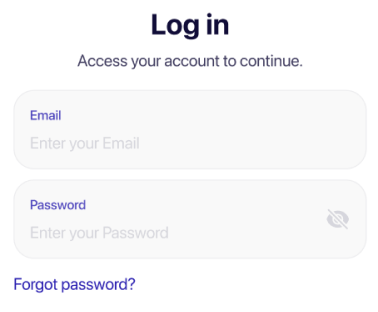 Log in
Access your account to continue.
Email
Enter your Email
Password
Enter your Password
Forgot password?